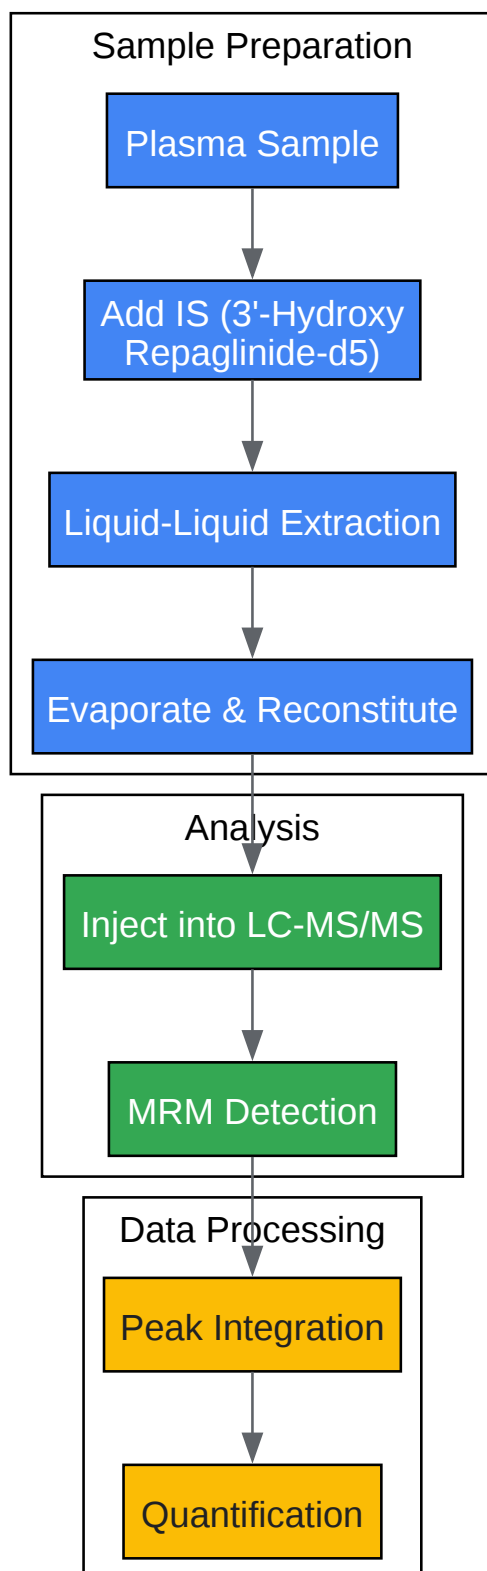 Sample Preparation
Plasma Sample
Add IS (3'-Hydroxy
Repaglinide-d5)
Liquid-Liquid Extraction
Evaporate & Reconstitute
Analysis
Inject into LC-MS/MS
MRM Detection
Data Processing
Peak Integration
Quantification